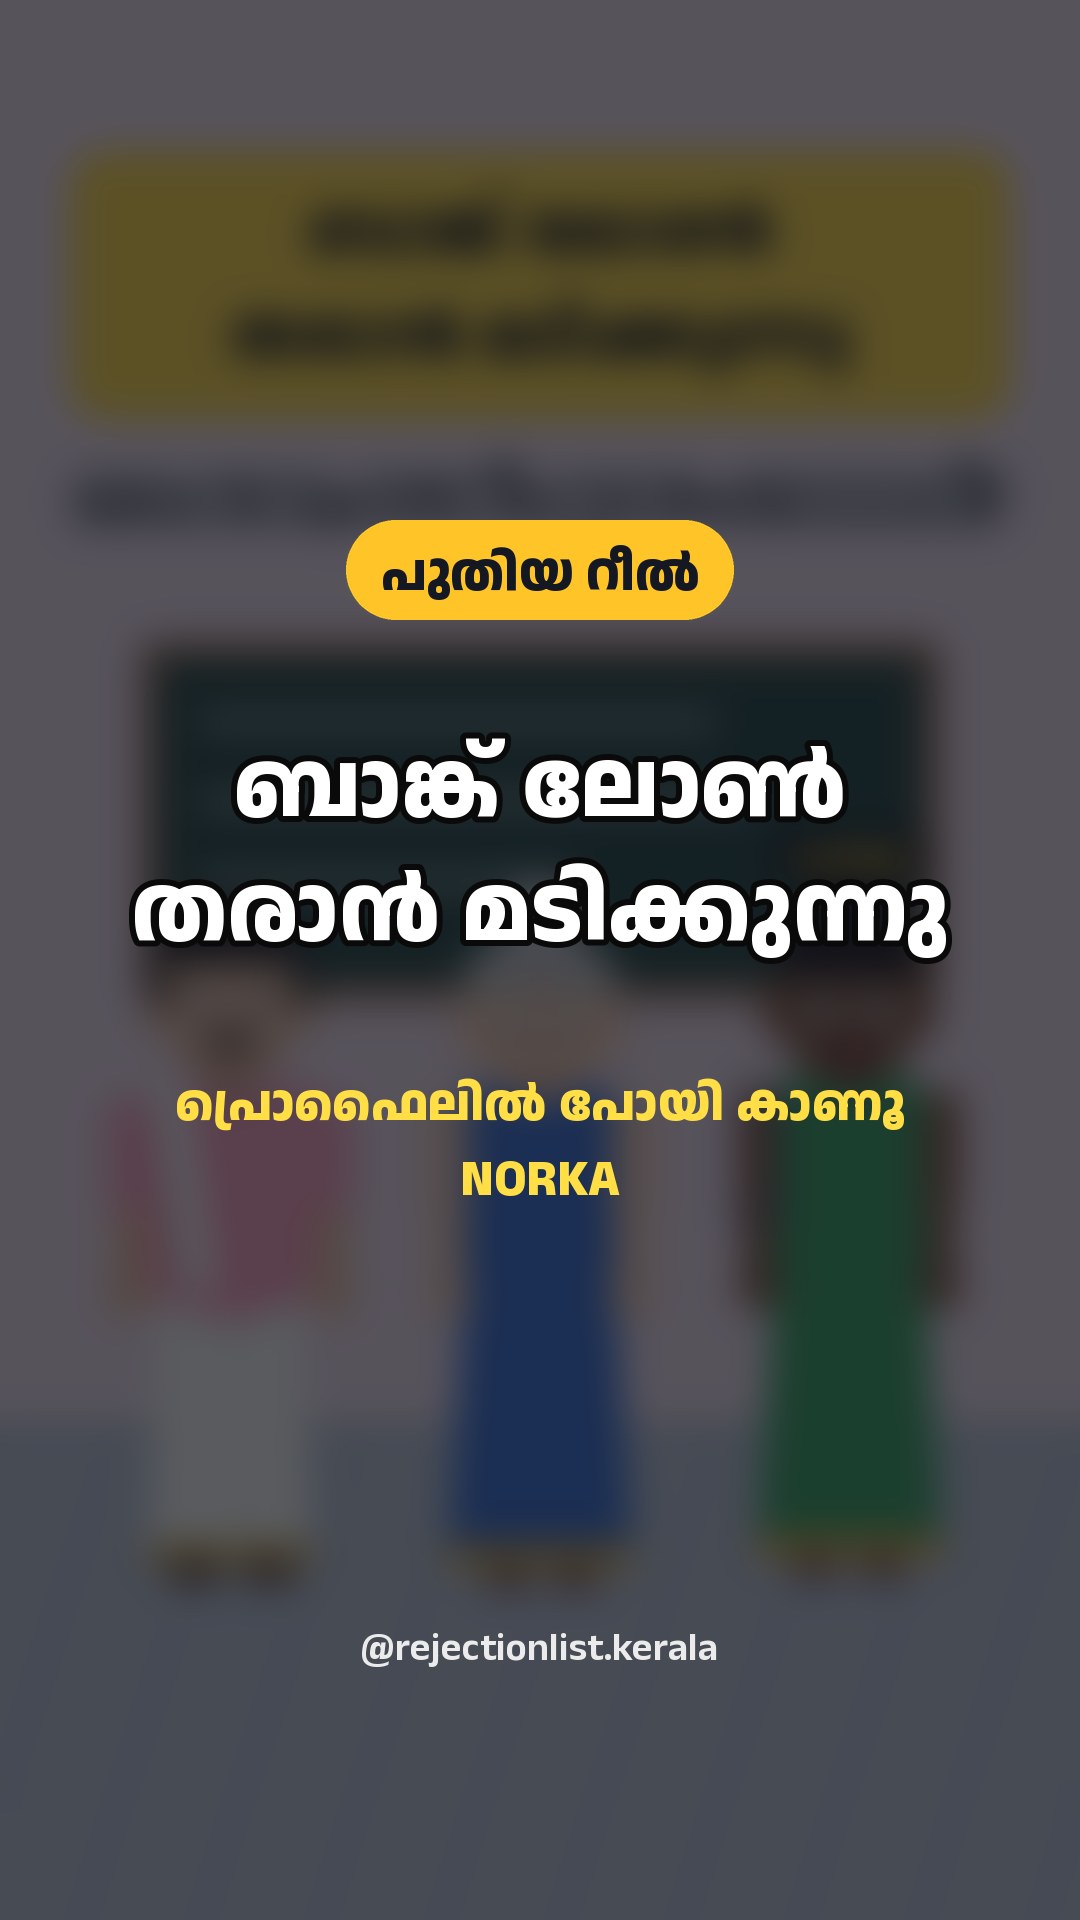 പുതിയ റീൽ
ബാങ്ക് ലോൺ
തരാൻ മടിക്കുന്നു
പ്രൊഫൈലിൽ പോയി കാണൂ
NORKA
@rejectionlist.kerala